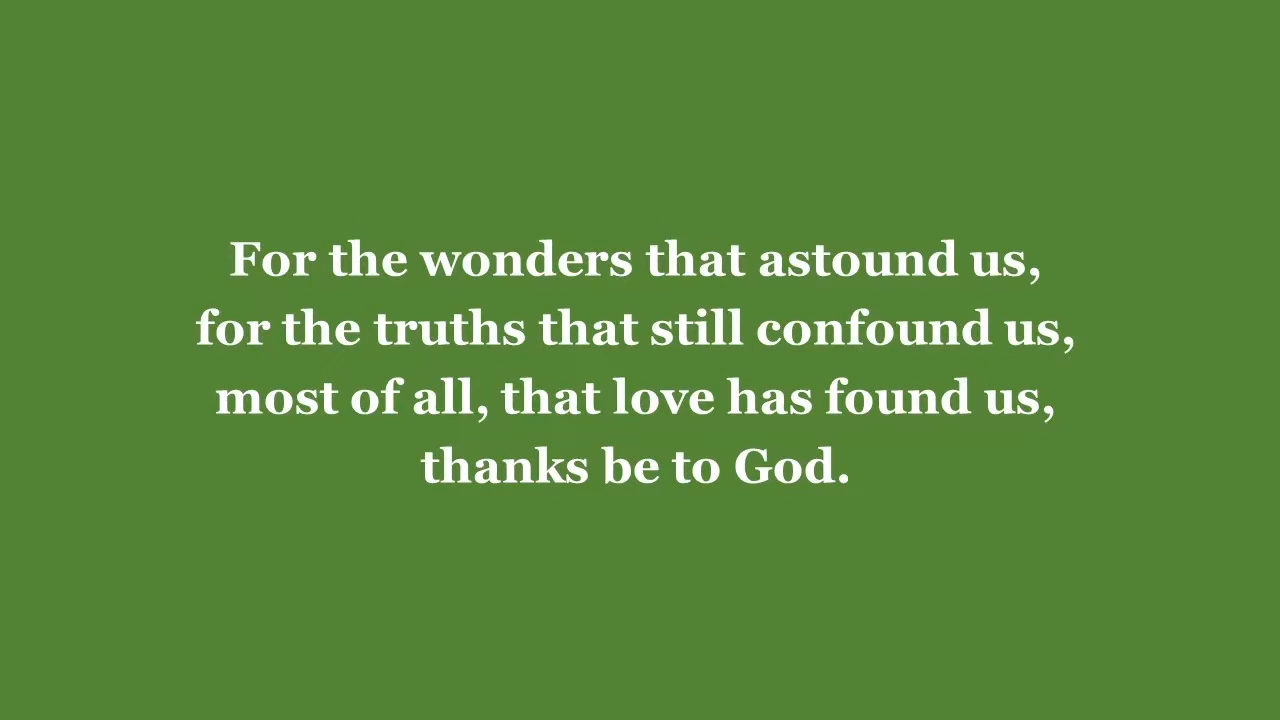 For the wonders that astound us,
for the truths that still confound us,
most of all, that love has found us,
thanks be to God.